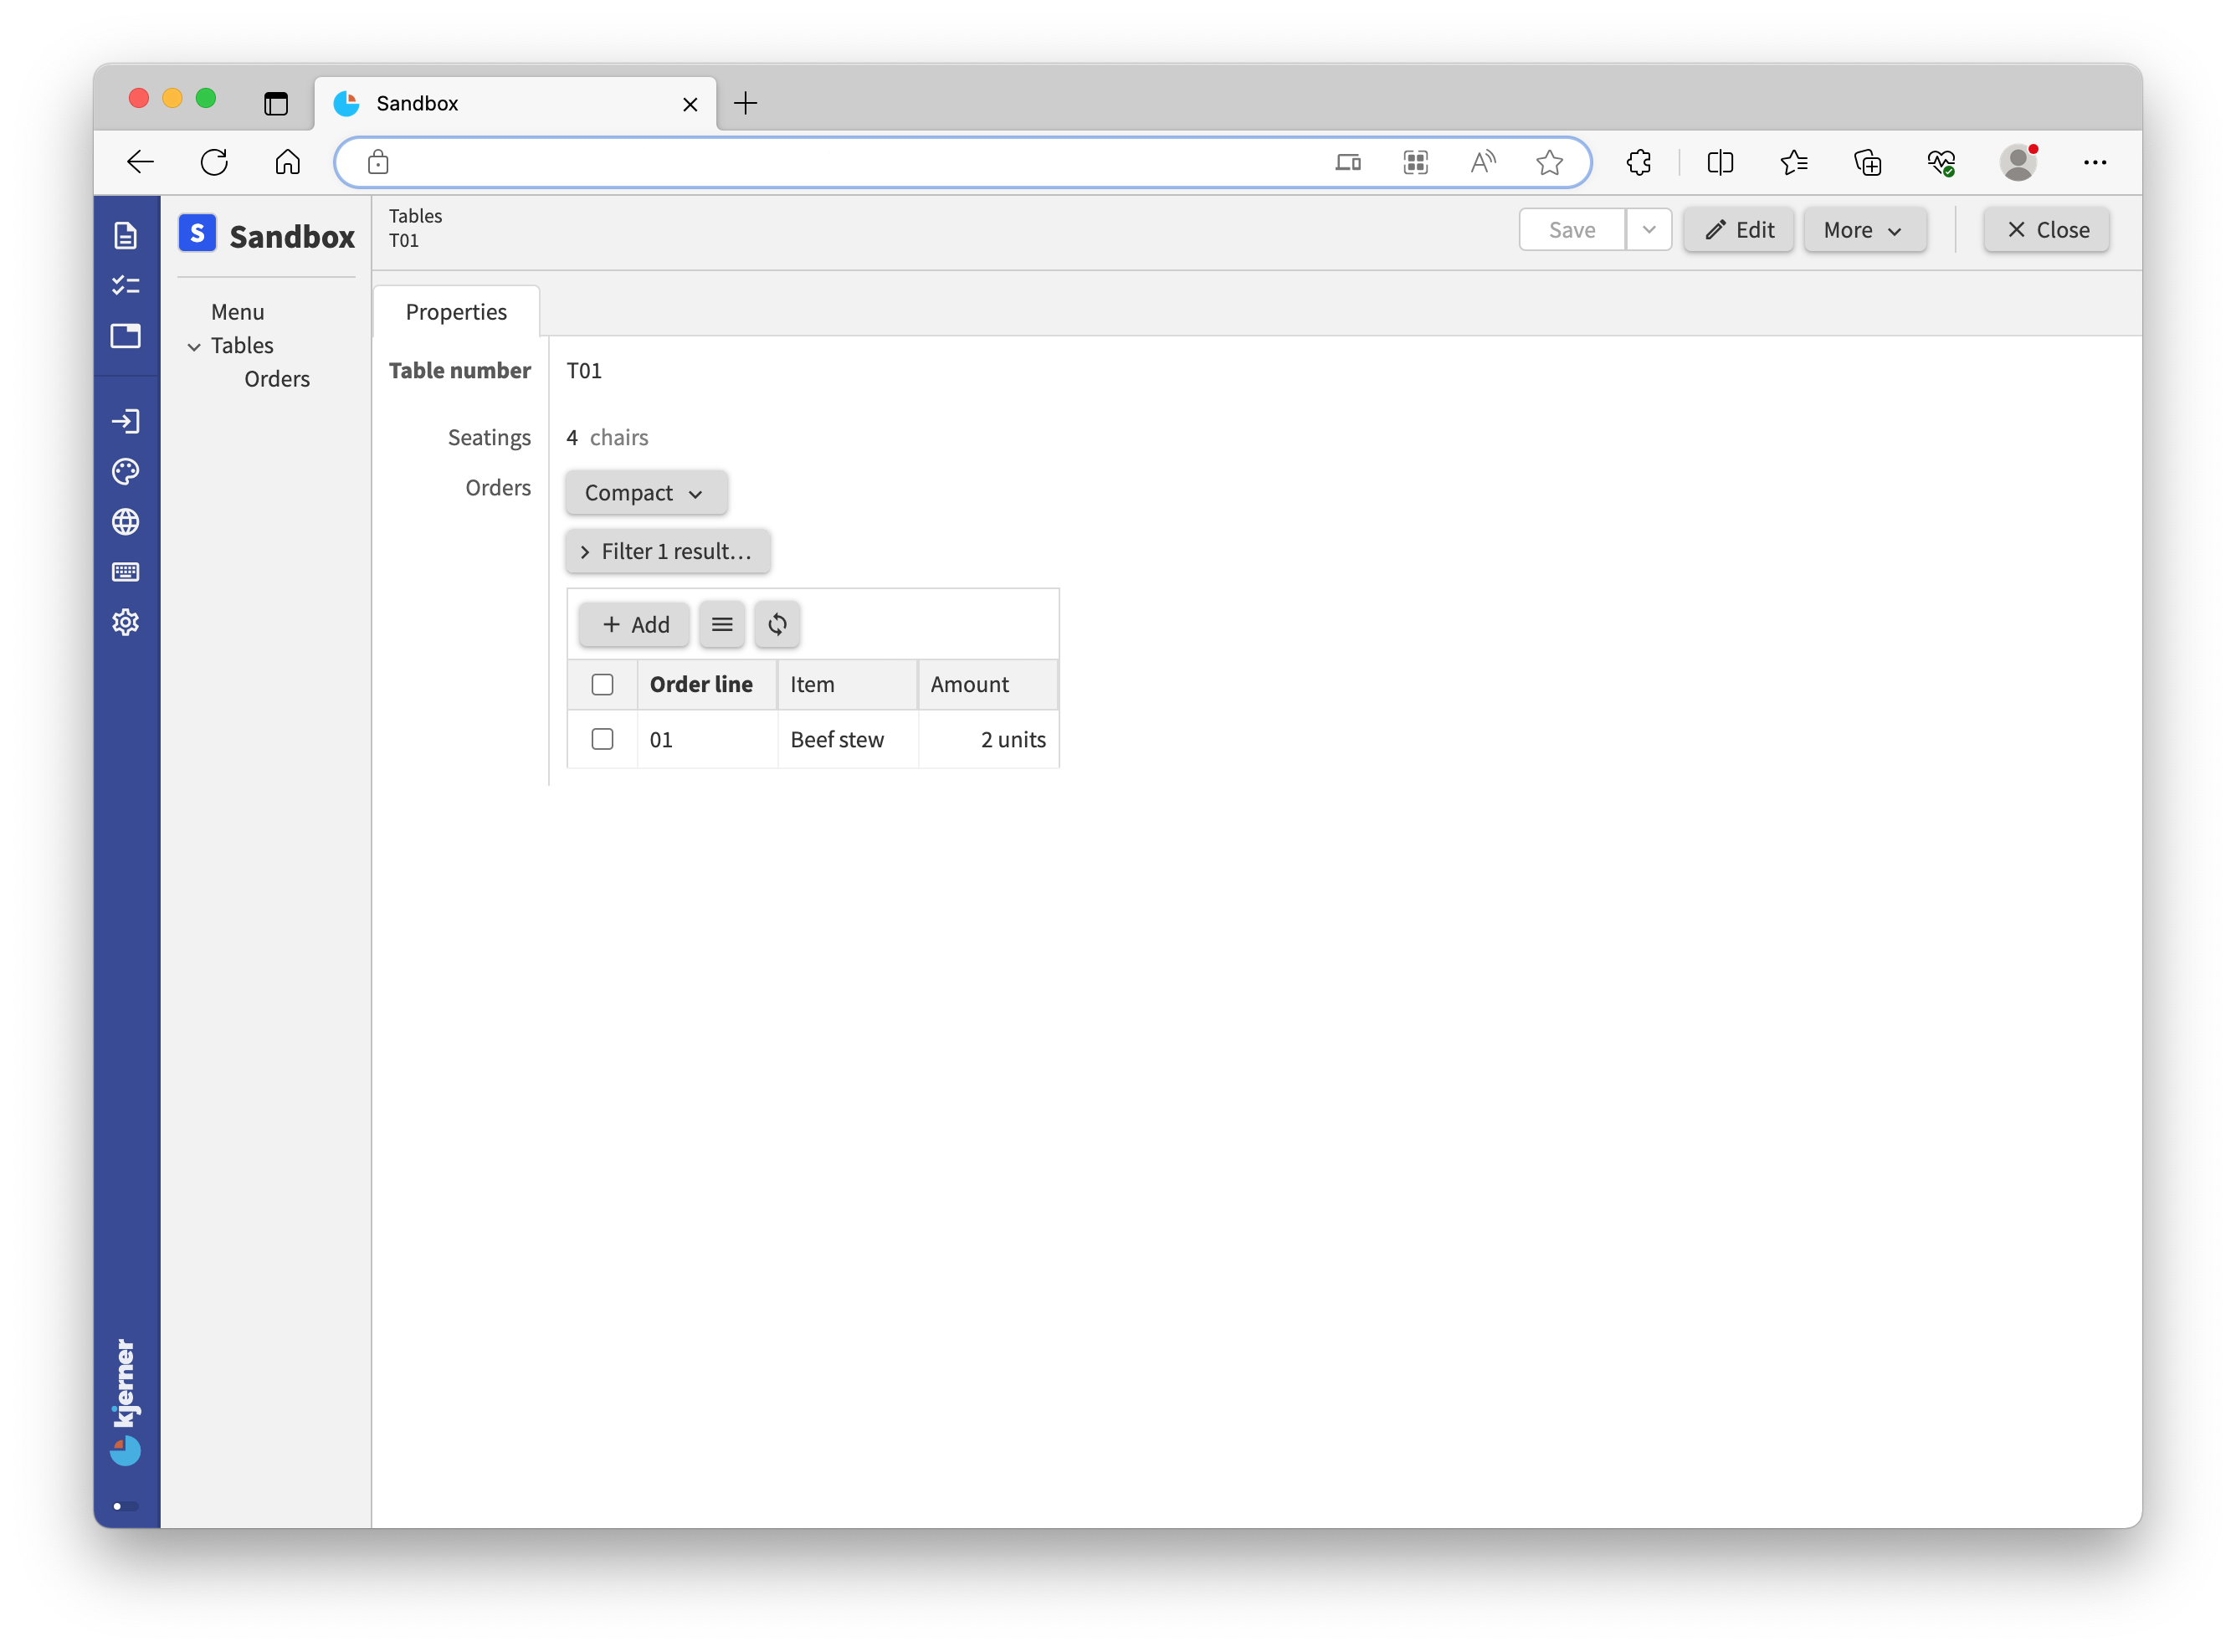 Sandbox
S Sandbox
Tables
T01
Save
Edit
More
Close
Menu
Tables
Orders
Properties
Table number T01
Seatings 4 chairs
Orders Compact
Filter 1 result...
Add
Order line Item Amount
01 Beef stew 2 units
kjerner